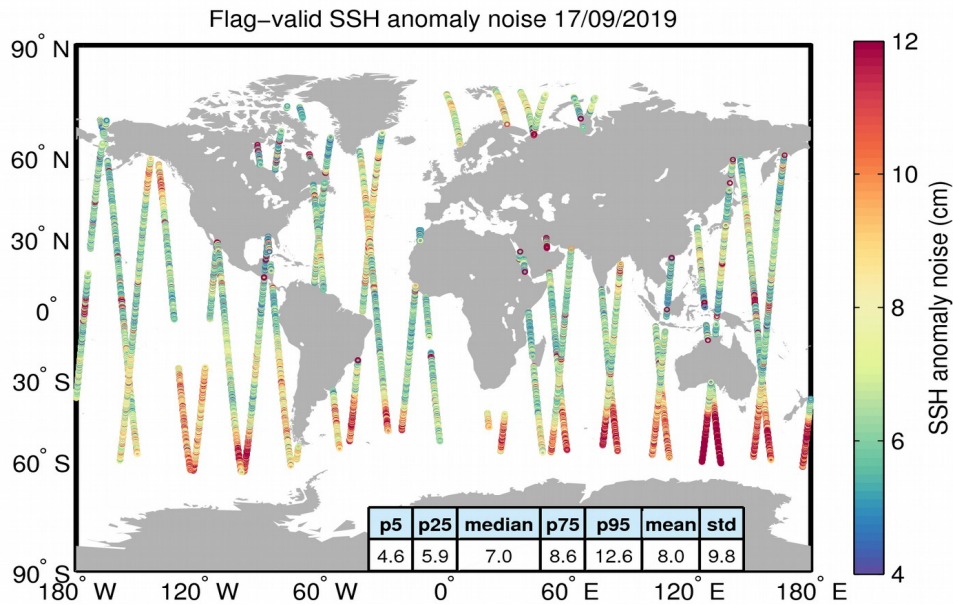 Flag–valid SSH anomaly noise 17/09/2019
90° N
60° N
30° N
0°
30° S
60° S
90° S
180° W
120° W
60° W
0°
60° E
120° E
180° E
p5 p25 median p75 p95 mean std
4.6 5.9 7.0 8.6 12.6 8.0 9.8
12
10
8
6
4
SSH anomaly noise (cm)